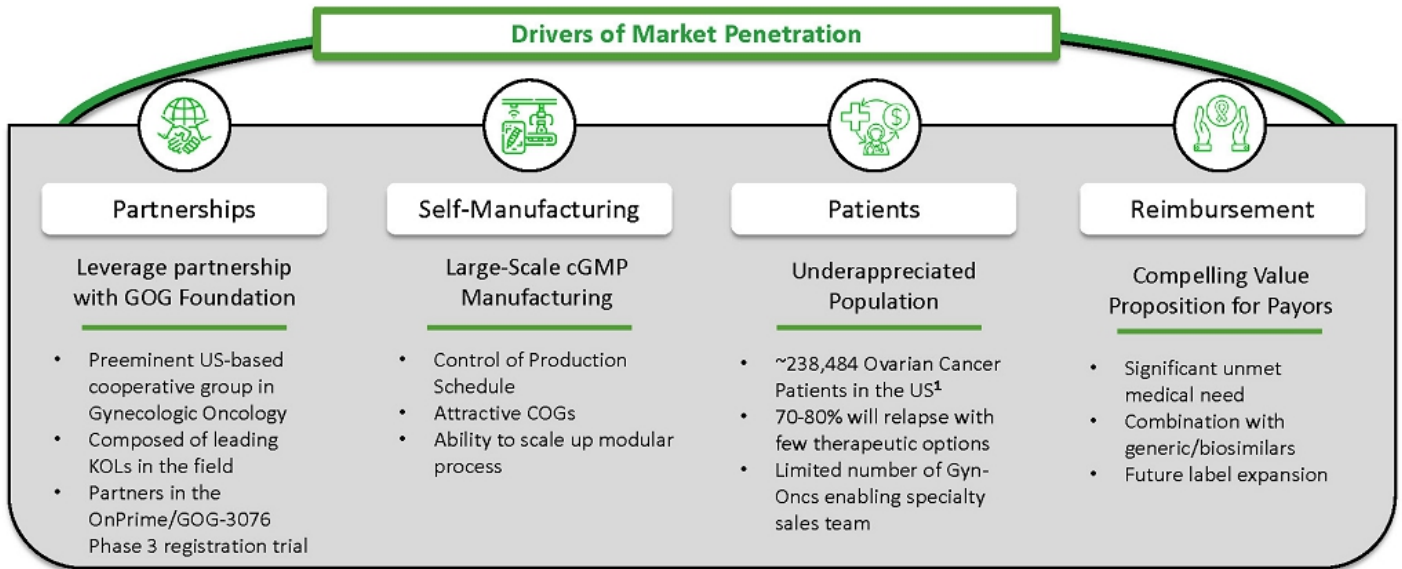 Drivers of Market Penetration
Partnerships
Leverage partnership
with GOG Foundation
• Preeminent US-based
cooperative group in
Gynecologic Oncology
• Composed of leading
KOLs in the field
• Partners in the
OnPrime/GOG-3076
Phase 3 registration trial
Self-Manufacturing
Large-Scale cGMP
Manufacturing
• Control of Production
Schedule
• Attractive COGs
• Ability to scale up modular
process
Patients
Underappreciated
Population
• ~238,484 Ovarian Cancer
Patients in the US¹
• 70-80% will relapse with
few therapeutic options
• Limited number of Gyn-
Oncs enabling specialty
sales team
Reimbursement
Compelling Value
Proposition for Payors
• Significant unmet
medical need
• Combination with
generic/biosimilars
• Future label expansion